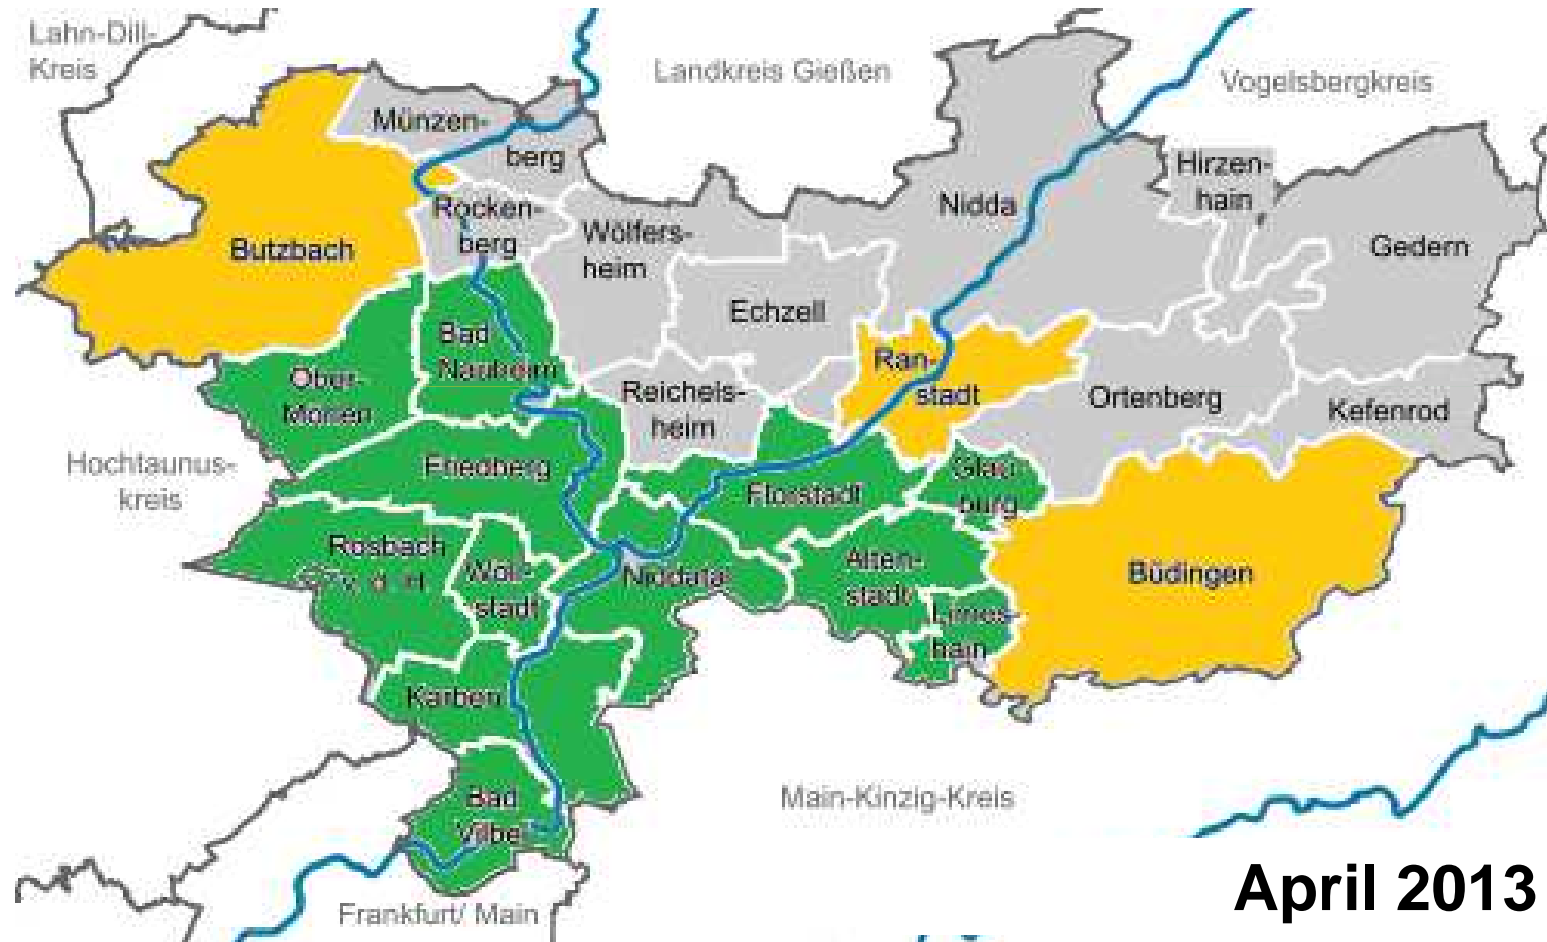 Lahn-Dill-
Kreis
Landkreis Gießen
Vogelsbergkreis
Münzen-
berg
Hirzen-
hain
Nidda
Rocken-
berg
Wölfers-
heim
Butzbach
Gedern
Echzell
Bad
Nauheim
Ober-
Mörlen
Ran-
stadt
Reichels-
heim
Ortenberg
Kefenrod
Hochtaunus-
kreis
Friedberg
Florstadt
Glau-
burg
Rosbach
v. d. H.
Wöll-
stadt
Niddatal
Alten-
stadt
Büdingen
Limes-
hain
Karben
Bad
Vilbel
Main-Kinzig-Kreis
Frankfurt/ Main
April 2013